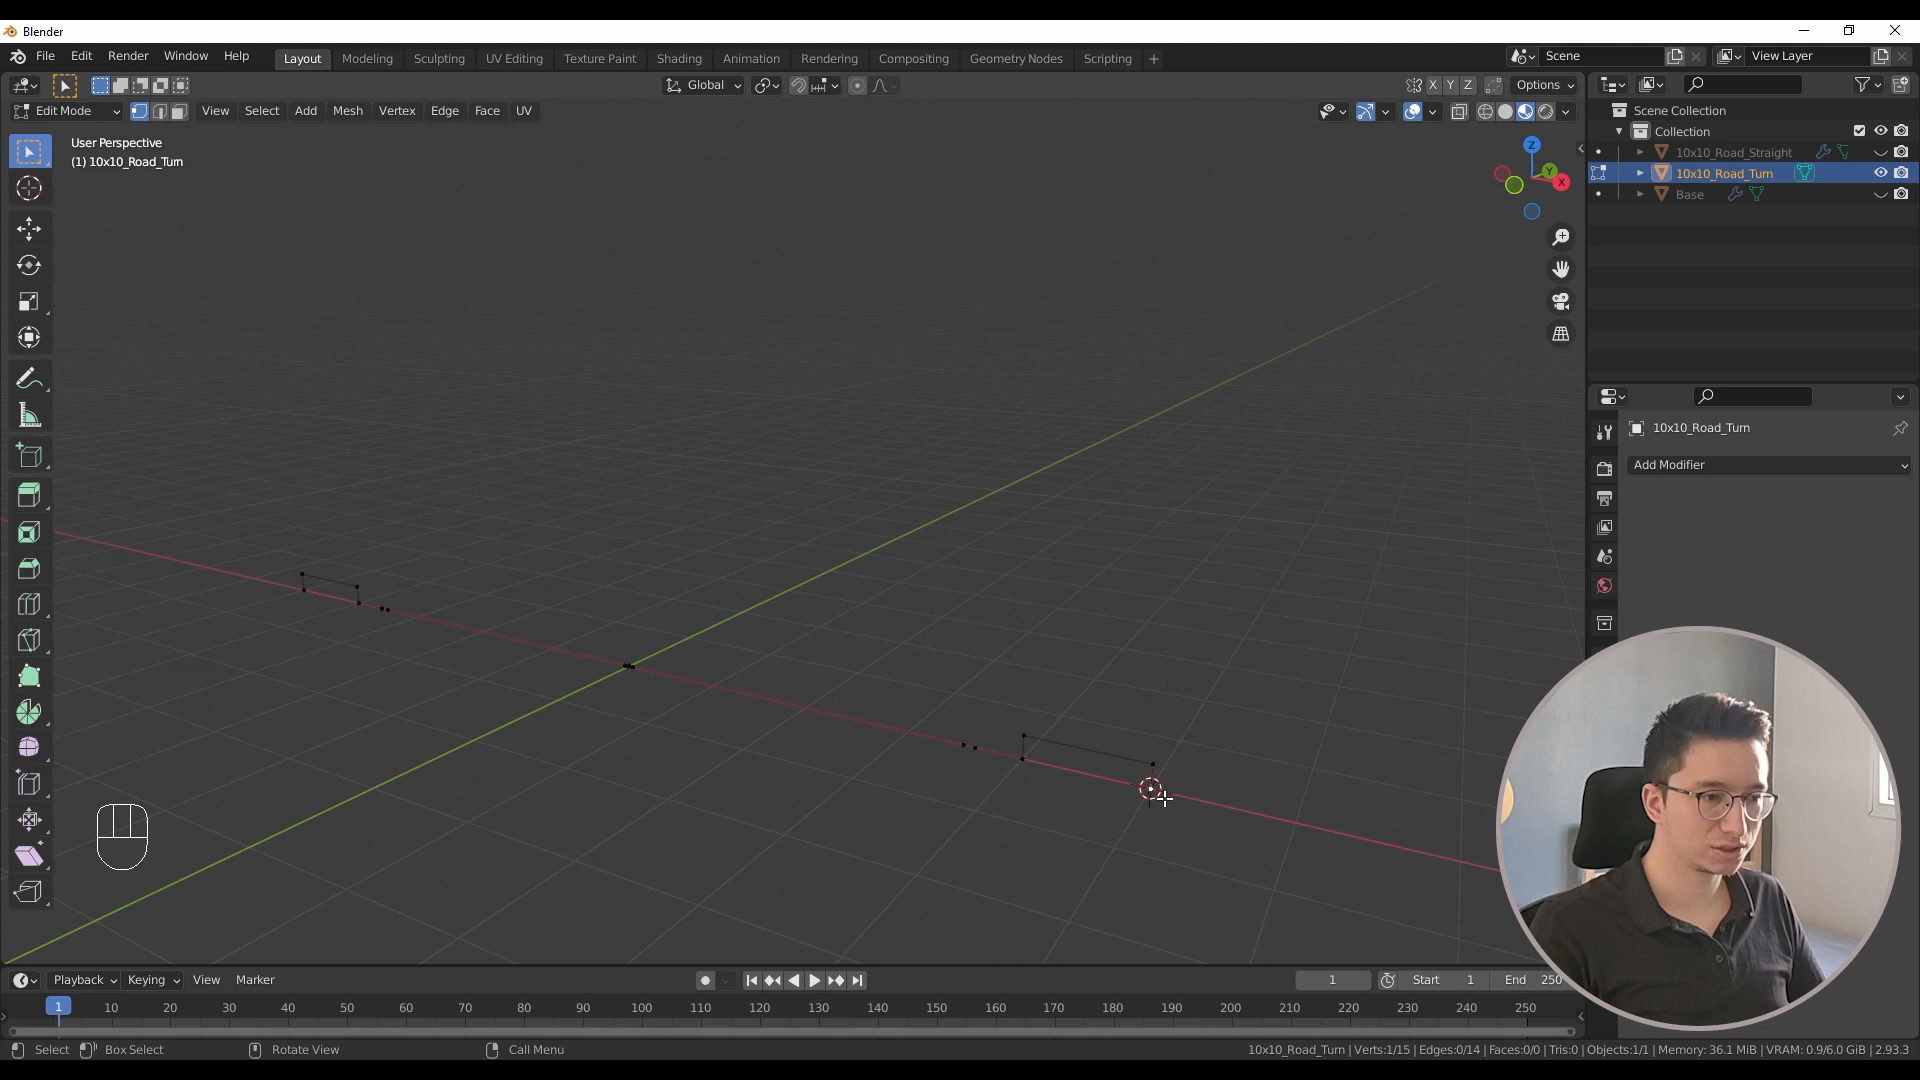 Blender
File Edit Render Window Help
Layout Modeling Sculpting UV Editing Texture Paint Shading Animation Rendering Compositing Geometry Nodes Scripting +
Scene
View Layer
Global
X Y Z
Options
Edit Mode
View Select Add Mesh Vertex Edge Face UV
User Perspective
(1) 10x10_Road_Turn
Z
Y
X
Scene Collection
Collection
10x10_Road_Straight
10x10_Road_Turn
Base
10x10_Road_Turn
Add Modifier
Playback Keying View Marker
1
Start 1
End 250
1 10 20 30 40 50 60 70 80 90 100 110 120 130 140 150 160 170 180 190 200 210 220 230 240 250
Select Box Select Rotate View Call Menu
10x10_Road_Turn | Verts:1/15 | Edges:0/14 | Faces:0/0 | Tris:0 | Objects:1/1 | Memory: 36.1 MiB | VRAM: 0.9/6.0 GiB | 2.93.3